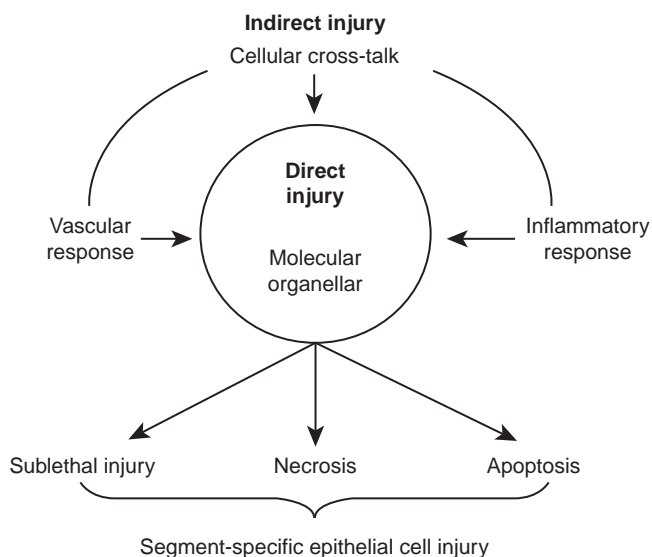 Indirect injury
Cellular cross-talk
Direct
injury
Vascular
response
Inflammatory
response
Molecular
organellar
Sublethal injury
Necrosis
Apoptosis
Segment-specific epithelial cell injury